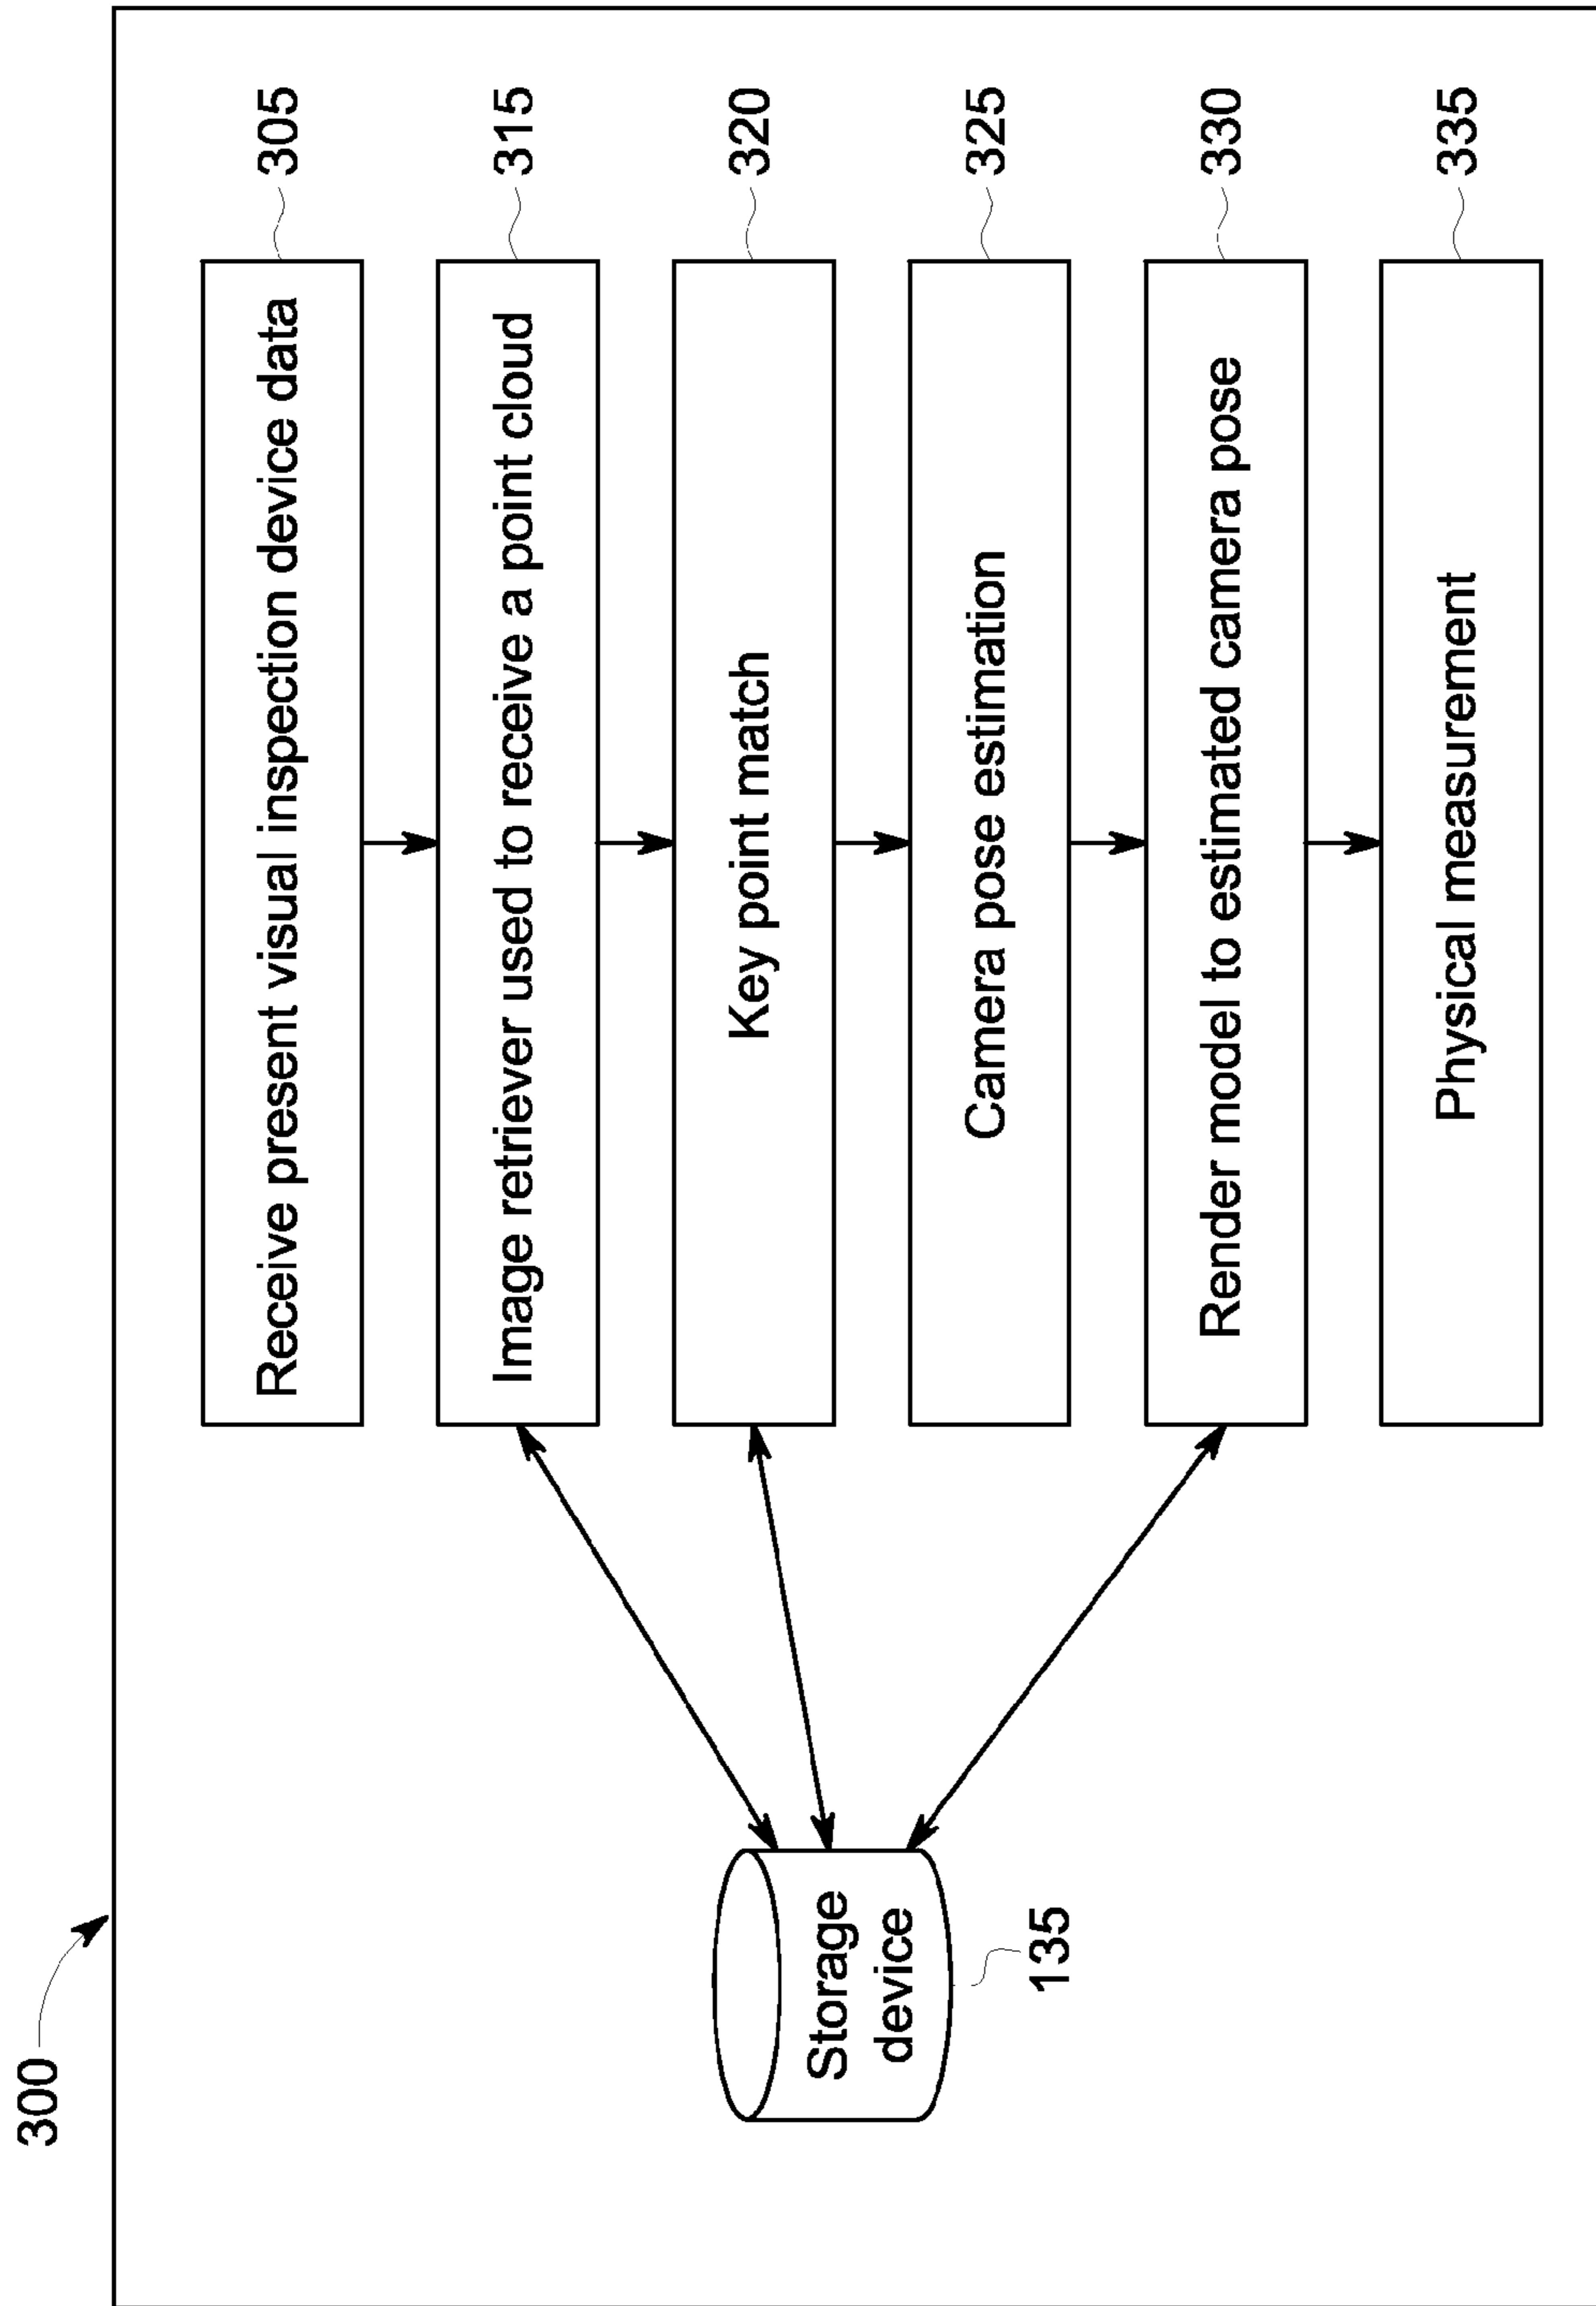 300
Receive present visual inspection device data
305
Image retriever used to receive a point cloud
315
Key point match
320
Camera pose estimation
325
Render model to estimated camera pose
330
Physical measurement
335
Storage
device
135